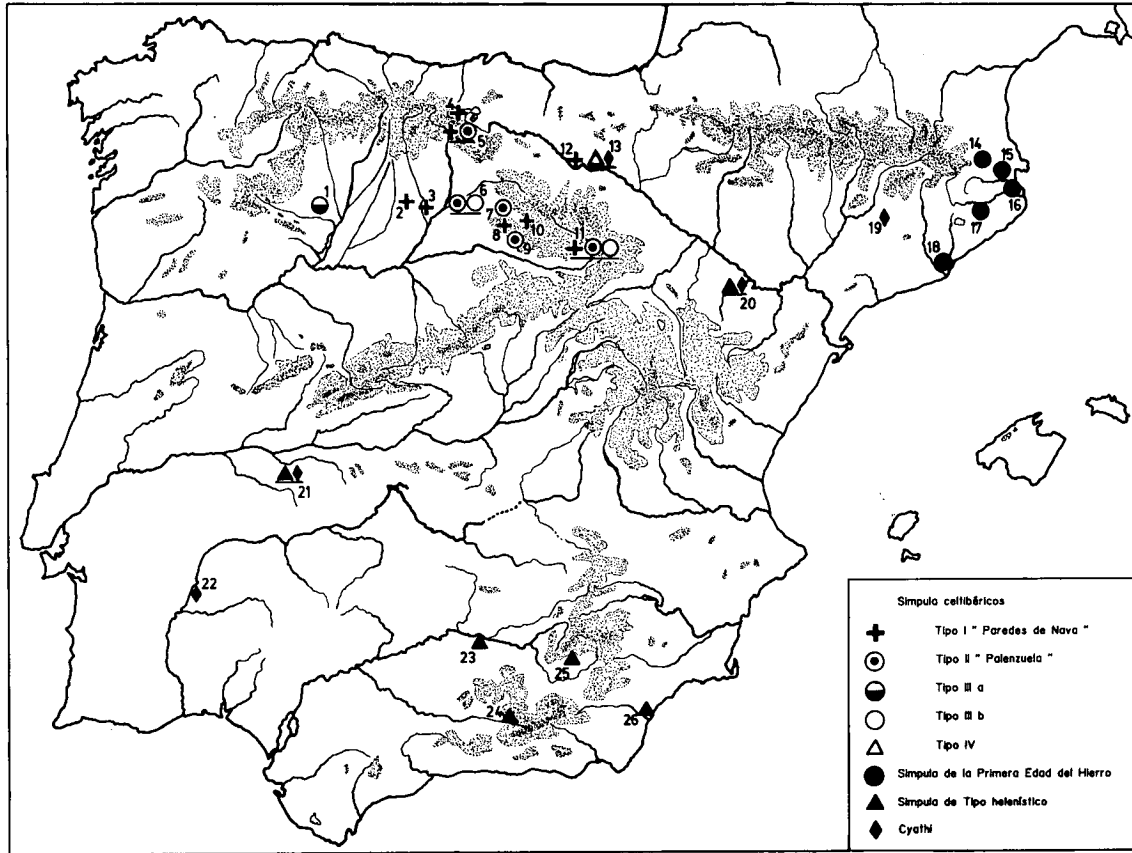 4
5
12
13
14
15
16
1
2
3
6
7
8
10
9
11
17
19
18
20
21
22
23
25
24
26
Simpula celtibéricos
Tipo I " Paredes de Nava "
Tipo II " Palenzuela "
Tipo III a
Tipo III b
Tipo IV
Simpula de la Primera Edad del Hierro
Simpula de Tipo helenístico
Cyathi